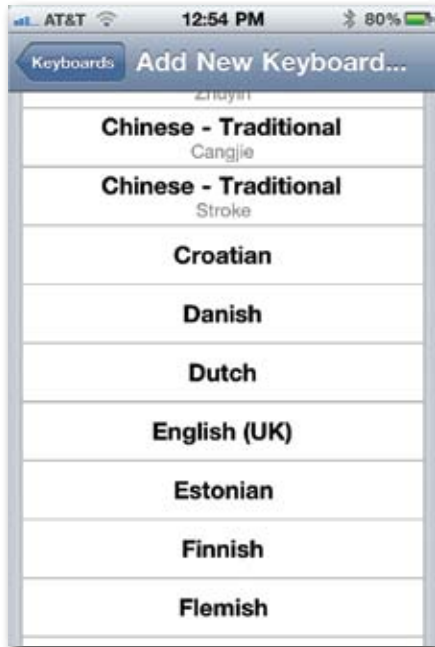 AT&T 12:54 PM 80%
Keyboards Add New Keyboard...
Zhuyin
Chinese - Traditional
Cangjie
Chinese - Traditional
Stroke
Croatian
Danish
Dutch
English (UK)
Estonian
Finnish
Flemish